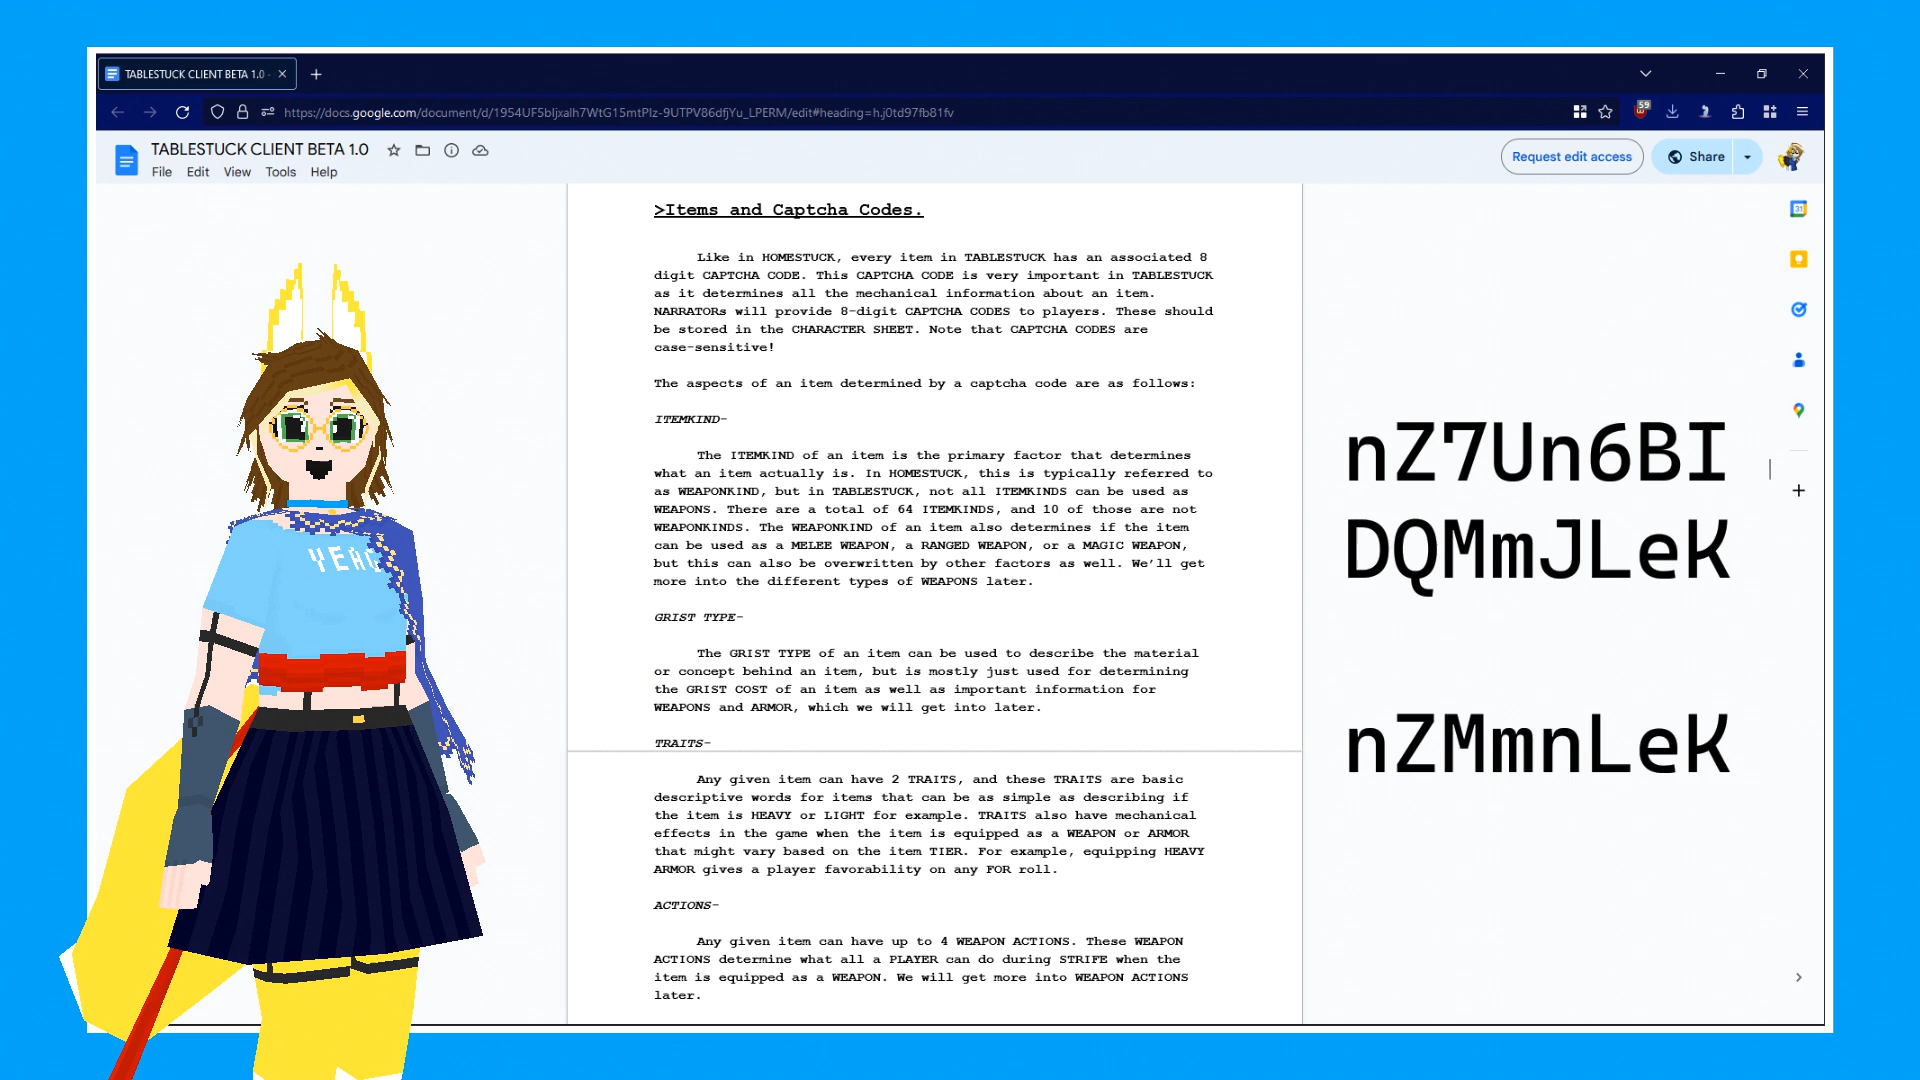 TABLESTUCK CLIENT BETA 1.0 -
https://docs.google.com/document/d/1954UF5bIjxalh7WtG15mtPIz-9UTPV86dfjYu_LPERM/edit#heading=h.j0td97fb81fv
59
TABLESTUCK CLIENT BETA 1.0
File Edit View Tools Help
Request edit access
Share
31
>Items and Captcha Codes.
Like in HOMESTUCK, every item in TABLESTUCK has an associated 8
digit CAPTCHA CODE. This CAPTCHA CODE is very important in TABLESTUCK
as it determines all the mechanical information about an item.
NARRATORs will provide 8-digit CAPTCHA CODES to players. These should
be stored in the CHARACTER SHEET. Note that CAPTCHA CODES are
case-sensitive!
The aspects of an item determined by a captcha code are as follows:
ITEMKIND-
The ITEMKIND of an item is the primary factor that determines
what an item actually is. In HOMESTUCK, this is typically referred to
as WEAPONKIND, but in TABLESTUCK, not all ITEMKINDS can be used as
WEAPONS. There are a total of 64 ITEMKINDS, and 10 of those are not
WEAPONKINDS. The WEAPONKIND of an item also determines if the item
can be used as a MELEE WEAPON, a RANGED WEAPON, or a MAGIC WEAPON,
but this can also be overwritten by other factors as well. We'll get
more into the different types of WEAPONS later.
GRIST TYPE-
The GRIST TYPE of an item can be used to describe the material
or concept behind an item, but is mostly just used for determining
the GRIST COST of an item as well as important information for
WEAPONS and ARMOR, which we will get into later.
TRAITS-
Any given item can have 2 TRAITS, and these TRAITS are basic
descriptive words for items that can be as simple as describing if
the item is HEAVY or LIGHT for example. TRAITS also have mechanical
effects in the game when the item is equipped as a WEAPON or ARMOR
that might vary based on the item TIER. For example, equipping HEAVY
ARMOR gives a player favorability on any FOR roll.
ACTIONS-
Any given item can have up to 4 WEAPON ACTIONS. These WEAPON
ACTIONS determine what all a PLAYER can do during STRIFE when the
item is equipped as a WEAPON. We will get more into WEAPON ACTIONS
later.
nZ7Un6BI
DQMmJLeK
nZMmnLeK